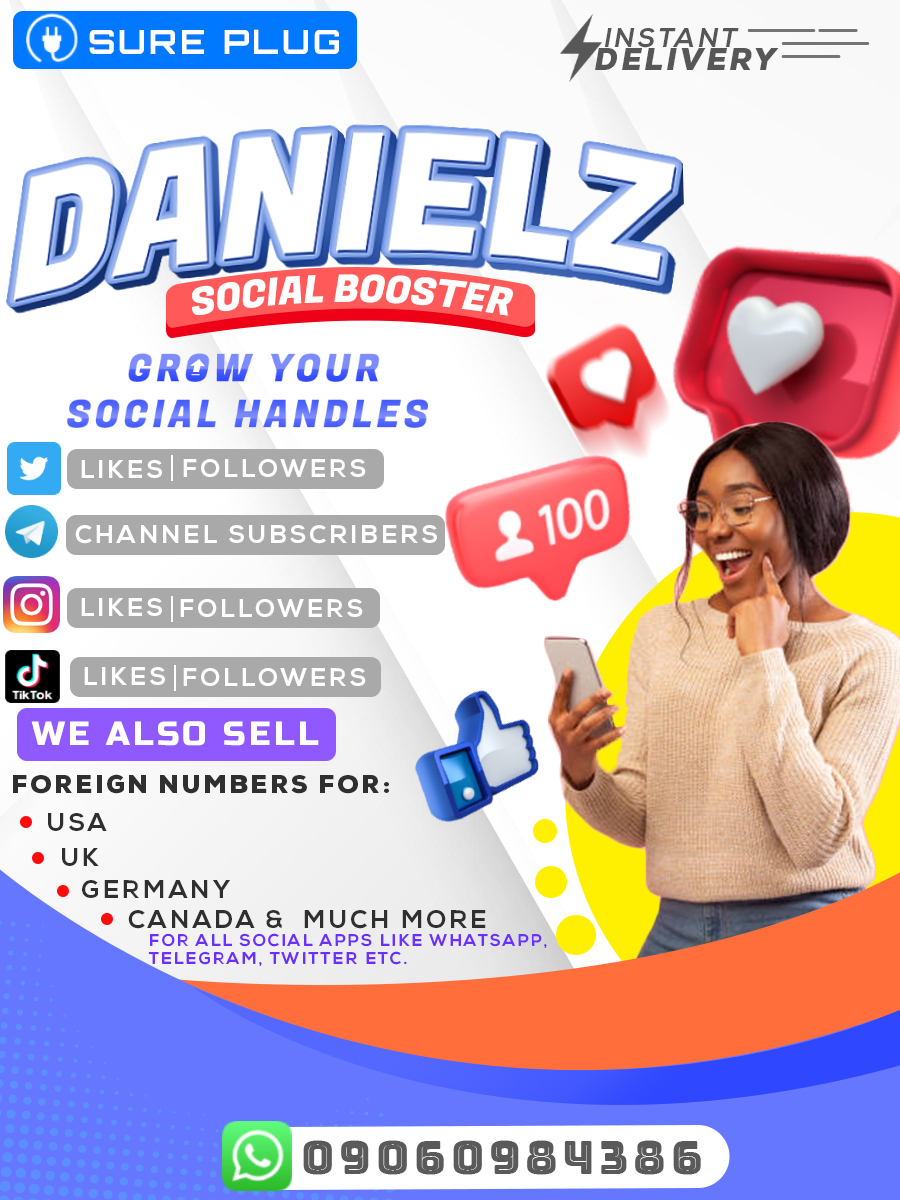 SURE PLUG
INSTANT
DELIVERY
DANIELZ
SOCIAL BOOSTER
GROW YOUR
SOCIAL HANDLES
LIKES|FOLLOWERS
CHANNEL SUBSCRIBERS
100
LIKES|FOLLOWERS
TikTok
LIKES|FOLLOWERS
WE ALSO SELL
FOREIGN NUMBERS FOR:
USA
UK
GERMANY
CANADA & MUCH MORE
FOR ALL SOCIAL APPS LIKE WHATSAPP,
TELEGRAM, TWITTER ETC.
09060984386